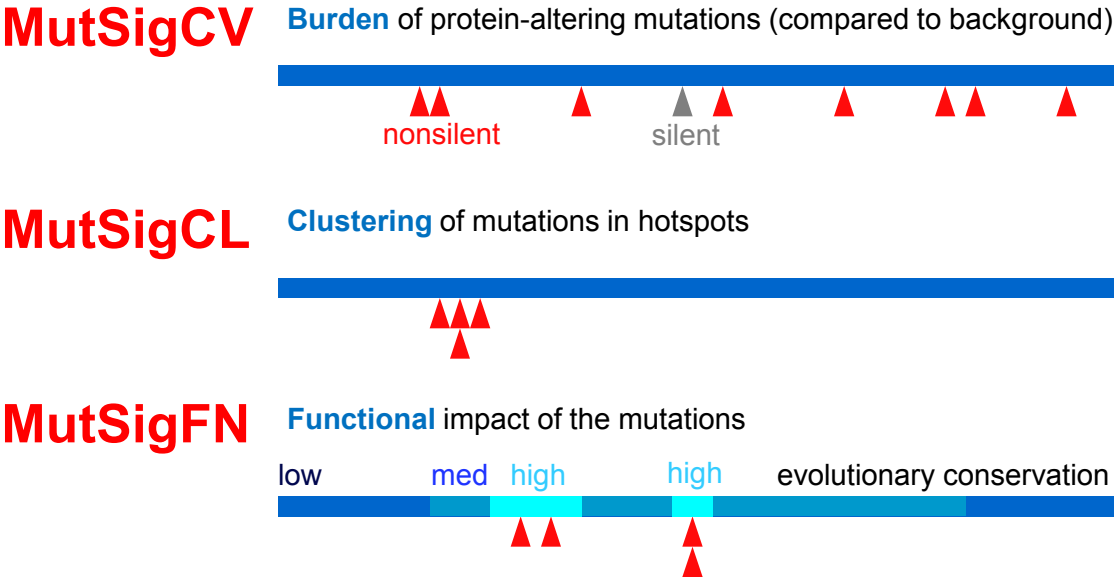 MutSigCV
Burden of protein-altering mutations (compared to background)
nonsilent
silent
MutSigCL
Clustering of mutations in hotspots
MutSigFN
Functional impact of the mutations
low med high high evolutionary conservation